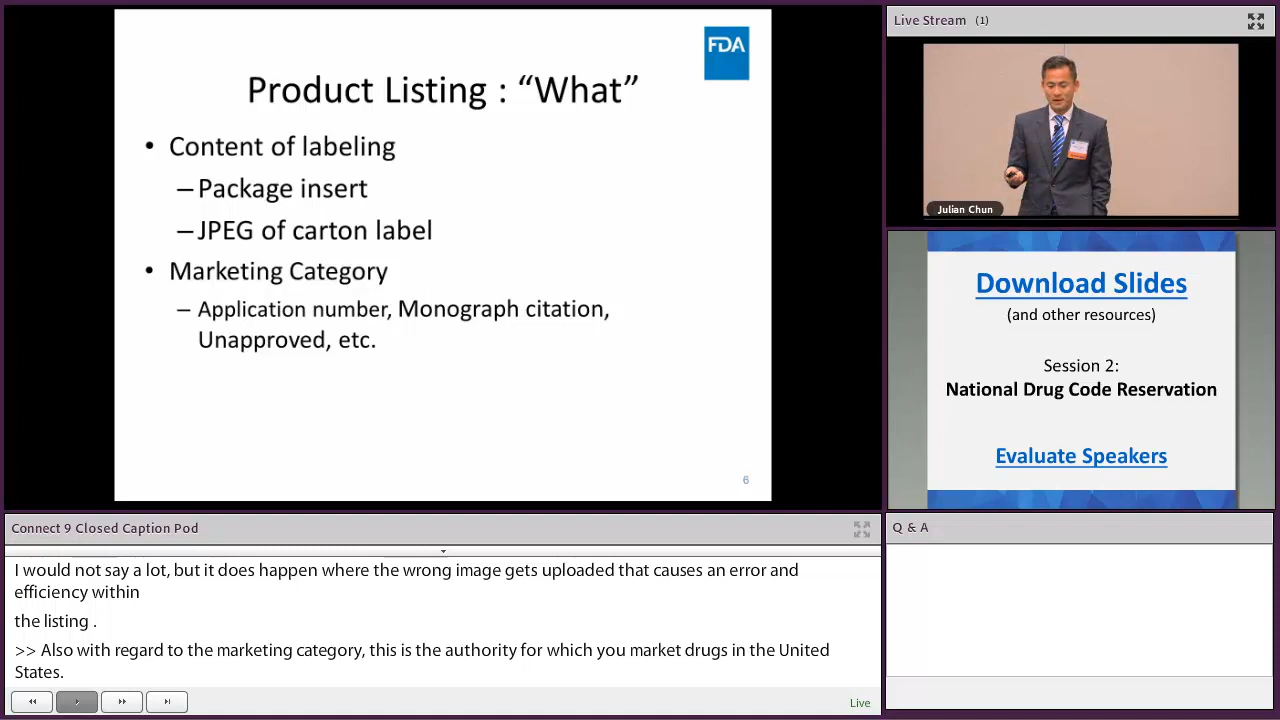 FDA
Product Listing : “What”
• Content of labeling
– Package insert
– JPEG of carton label
• Marketing Category
– Application number, Monograph citation,
Unapproved, etc.
6
Live Stream (1)
Julian Chun
Download Slides
(and other resources)
Session 2:
National Drug Code Reservation
Evaluate Speakers
Connect 9 Closed Caption Pod
I would not say a lot, but it does happen where the wrong image gets uploaded that causes an error and
efficiency within
the listing .
>> Also with regard to the marketing category, this is the authority for which you market drugs in the United
States.
Live
Q & A